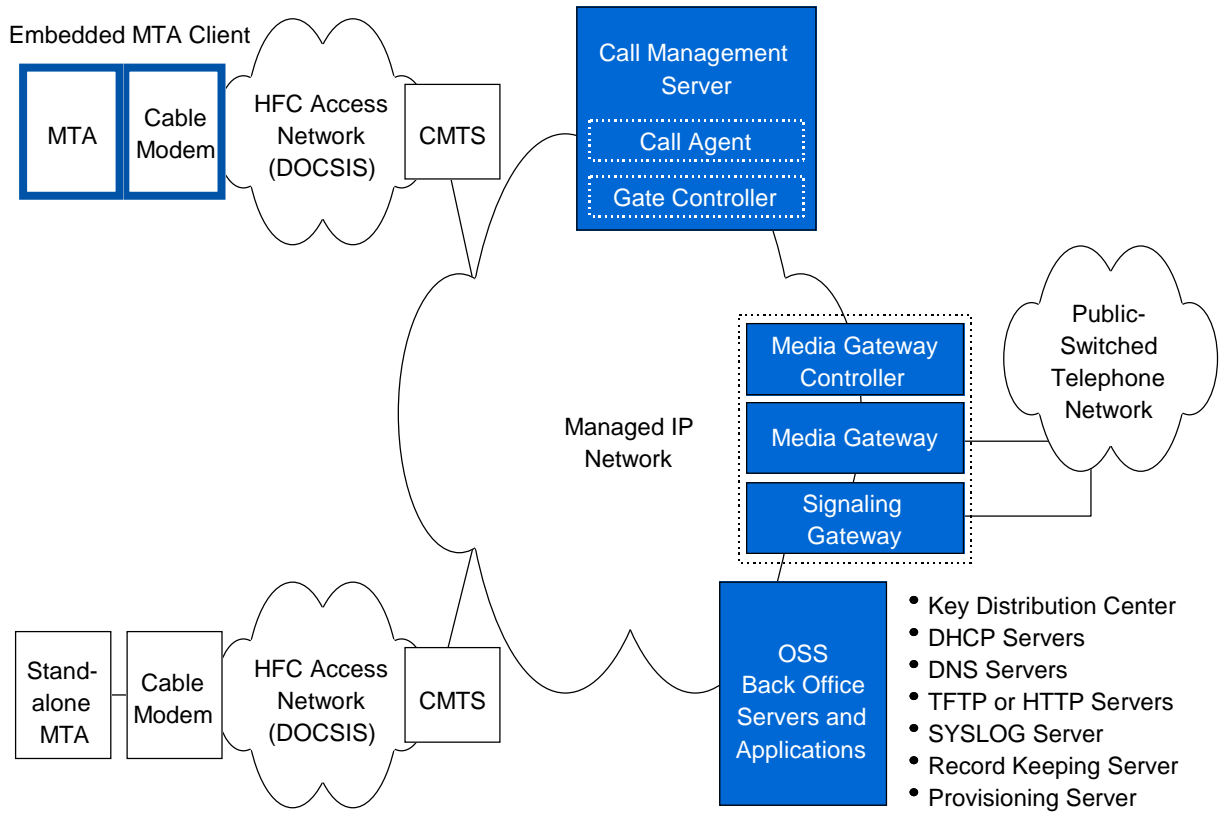 Embedded MTA Client
MTA
Cable
Modem
HFC Access
Network
(DOCSIS)
CMTS
Call Management
Server
Call Agent
Gate Controller
Public-
Switched
Telephone
Network
Media Gateway
Controller
Media Gateway
Signaling
Gateway
Managed IP
Network
Stand-
alone
MTA
Cable
Modem
HFC Access
Network
(DOCSIS)
CMTS
OSS
Back Office
Servers and
Applications
• Key Distribution Center
• DHCP Servers
• DNS Servers
• TFTP or HTTP Servers
• SYSLOG Server
• Record Keeping Server
• Provisioning Server